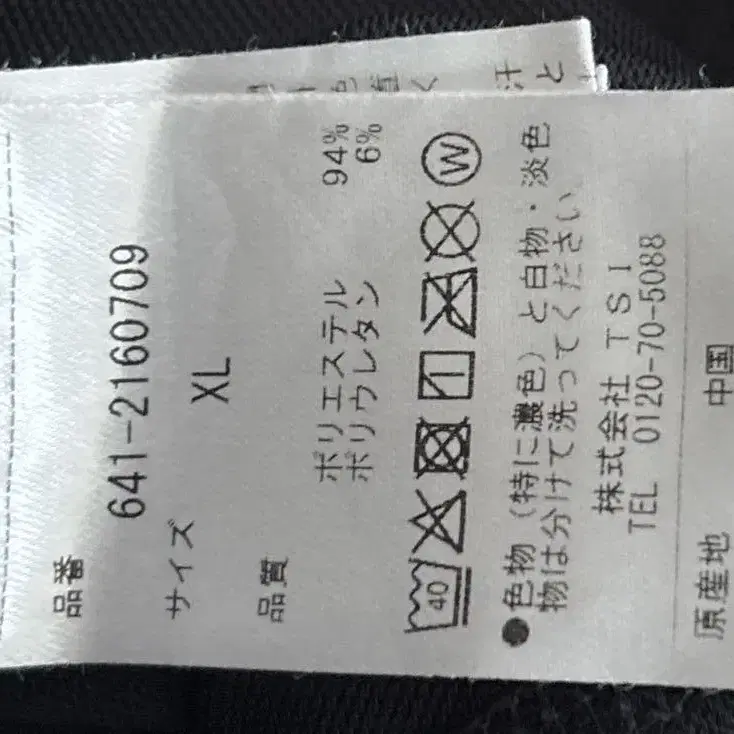 品番 641-2160709
サイズ XL
品質
ポリエステル 94%
ポリウレタン 6%
40 W
●色物(特に濃色)と白物・淡色
物は分けて洗ってください
株式会社 TSI
TEL 0120-70-5088
原産地 中国